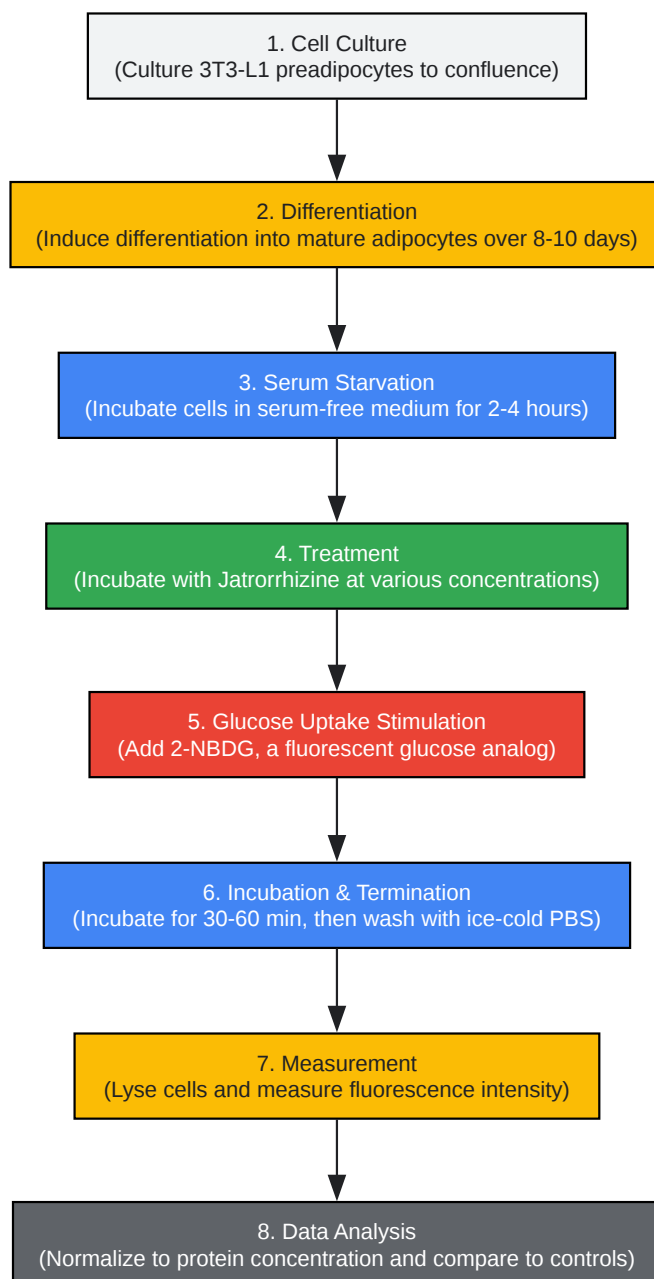 1. Cell Culture
(Culture 3T3-L1 preadipocytes to confluence)
2. Differentiation
(Induce differentiation into mature adipocytes over 8-10 days)
3. Serum Starvation
(Incubate cells in serum-free medium for 2-4 hours)
4. Treatment
(Incubate with Jatrorrhizine at various concentrations)
5. Glucose Uptake Stimulation
(Add 2-NBDG, a fluorescent glucose analog)
6. Incubation & Termination
(Incubate for 30-60 min, then wash with ice-cold PBS)
7. Measurement
(Lyse cells and measure fluorescence intensity)
8. Data Analysis
(Normalize to protein concentration and compare to controls)